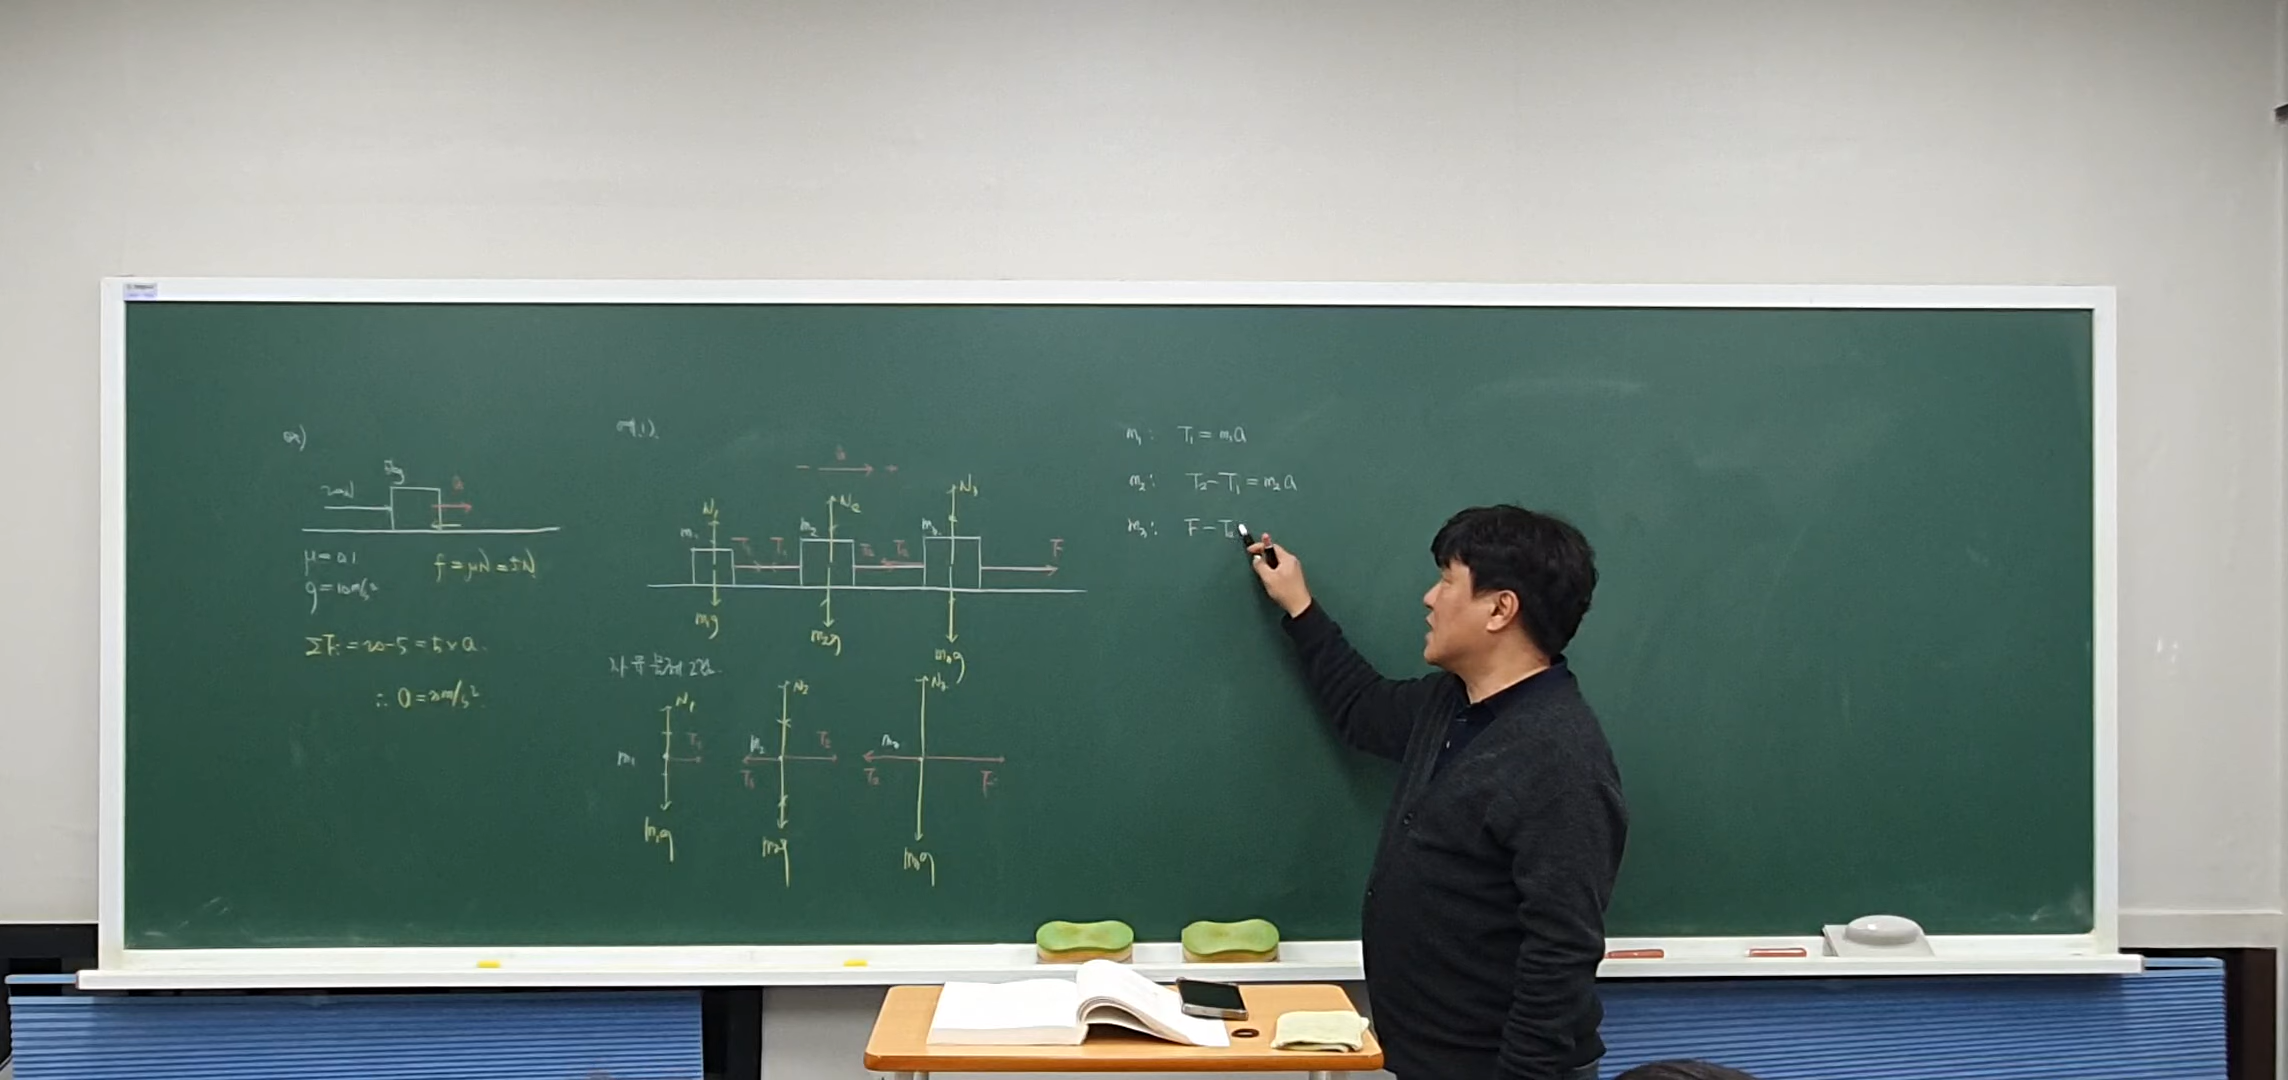 5kg
20N
a
μ=0.1
g=10m/s²
f=μN=5N
ΣF=20-5=5×a
∴ a=3m/s²
예1)
- a +
N₁ N₂ N₃
m₁ m₂ m₃
T₁ T₁ T₂ T₂ F
m₁g m₂g m₃g
N₁ N₂ N₃
m₁ T₁ m₂ T₂ m₃
T₁ T₂ F
m₁g m₂g m₃g
m₁: T₁=m₁a
m₂: T₂-T₁=m₂a
m₃: F-T₂